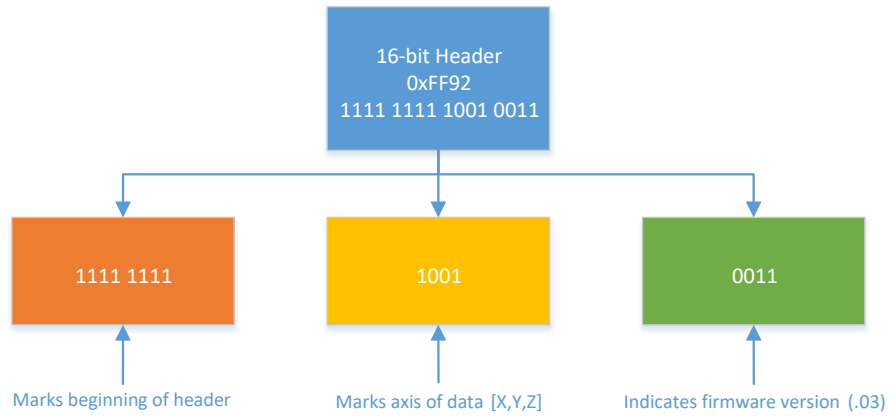 16-bit Header
0xFF92
1111 1111 1001 0011
1111 1111
1001
0011
Marks beginning of header
Marks axis of data [X,Y,Z]
Indicates firmware version (.03)